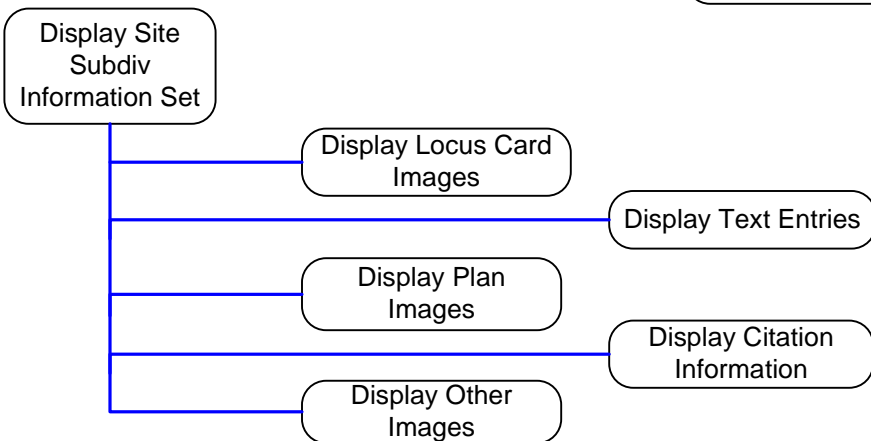 Display Site
Subdiv
Information Set
Display Locus Card
Images
Display Text Entries
Display Plan
Images
Display Citation
Information
Display Other
Images